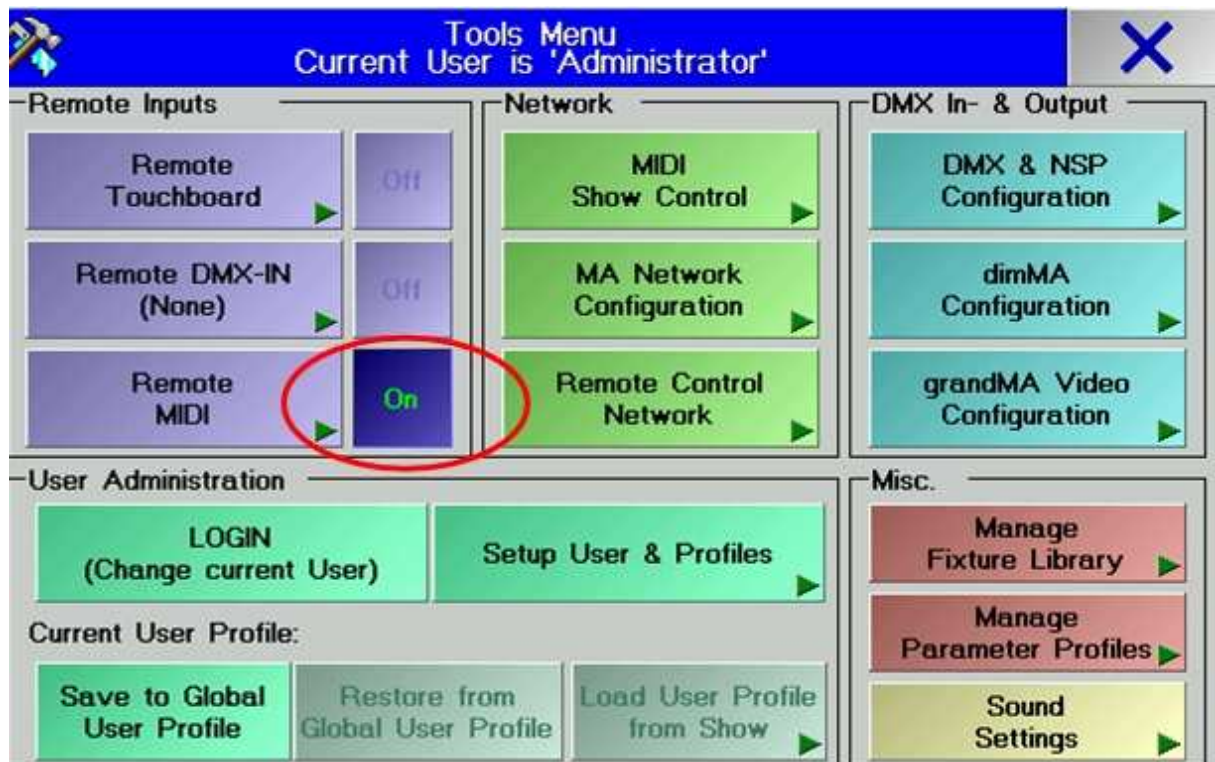 Tools Menu
Current User is 'Administrator'
Remote Inputs
Remote
Touchboard
Off
Remote DMX-IN
(None)
Off
Remote
MIDI
On
Network
MIDI
Show Control
MA Network
Configuration
Remote Control
Network
DMX In- & Output
DMX & NSP
Configuration
dimMA
Configuration
grandMA Video
Configuration
User Administration
LOGIN
(Change current User)
Setup User & Profiles
Current User Profile:
Save to Global
User Profile
Restore from
Global User Profile
Load User Profile
from Show
Misc.
Manage
Fixture Library
Manage
Parameter Profiles
Sound
Settings